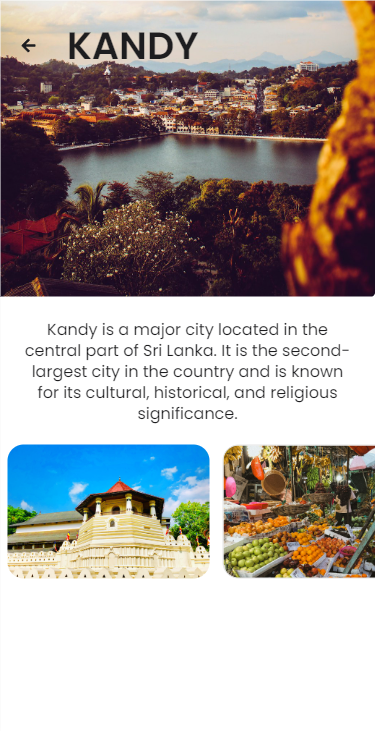 KANDY
Kandy is a major city located in the
central part of Sri Lanka. It is the second-
largest city in the country and is known
for its cultural, historical, and religious
significance.